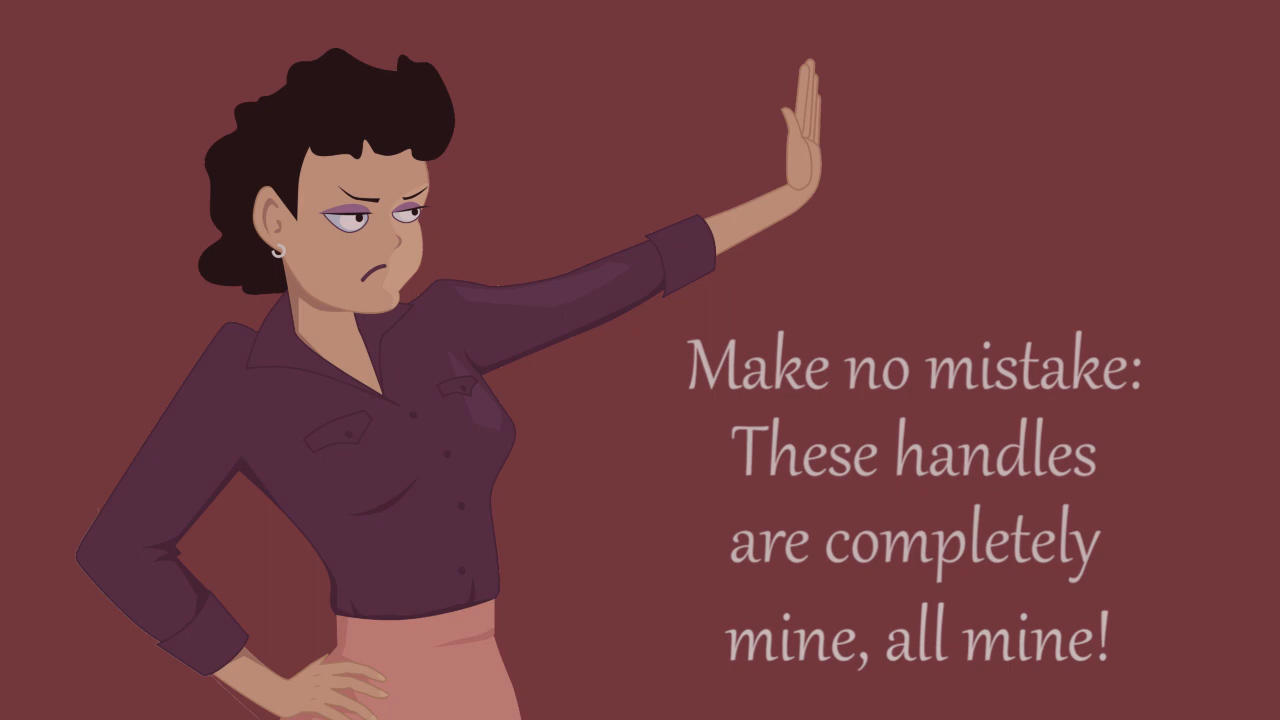 Make no mistake:
These handles
are completely
mine, all mine!